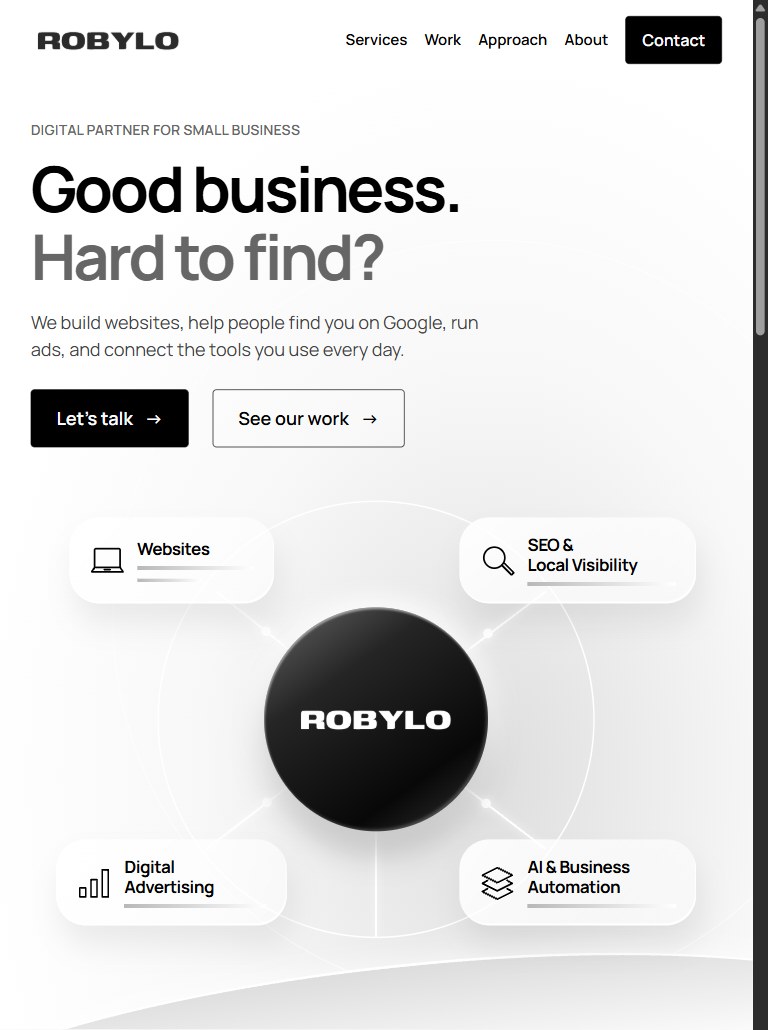 ROBYLO
Services Work Approach About Contact
DIGITAL PARTNER FOR SMALL BUSINESS
Good business.
Hard to find?
We build websites, help people find you on Google, run
ads, and connect the tools you use every day.
Let’s talk →
See our work →
Websites
SEO &
Local Visibility
ROBYLO
Digital
Advertising
AI & Business
Automation